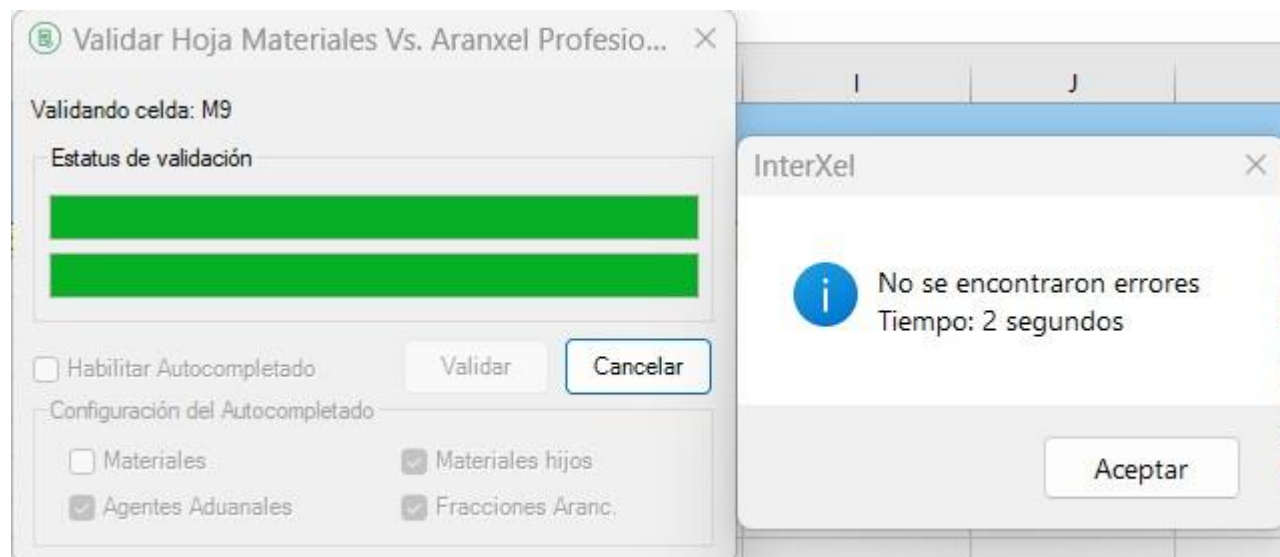 Validar Hoja Materiales Vs. Aranxel Profesio...
Validando celda: M9
Estatus de validación
Habilitar Autocompletado
Validar
Cancelar
Configuración del Autocompletado
Materiales
Materiales hijos
Agentes Aduanales
Fracciones Aranc.
I
J
InterXel
No se encontraron errores
Tiempo: 2 segundos
Aceptar